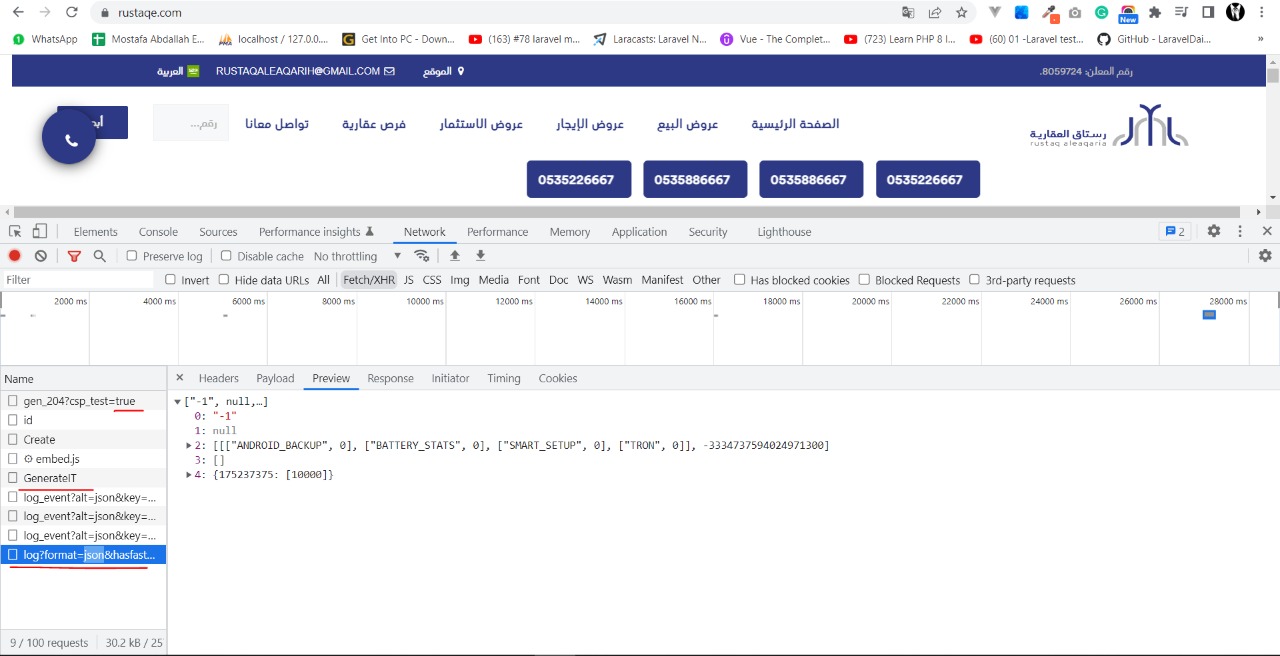 rustaqe.com
New
WhatsApp
Mostafa Abdallah E...
localhost / 127.0.0....
Get Into PC - Down...
(163) #78 laravel m...
Laracasts: Laravel N...
Vue - The Complet...
(723) Learn PHP 8 I...
(60) 01 -Laravel test...
GitHub - LaravelDai...
»
رقم المعلن: 8059724.
الموقع
RUSTAQALEAQARIH@GMAIL.COM
العربية
رستاق العقارية
rustaq aleaqaria
الصفحة الرئيسية
عروض البيع
عروض الإيجار
عروض الاستثمار
فرص عقارية
تواصل معانا
رقم...
0535226667 0535886667 0535886667 0535226667
Elements Console Sources Performance insights Network Performance Memory Application Security Lighthouse 2
Preserve log Disable cache No throttling
Filter Invert Hide data URLs All Fetch/XHR JS CSS Img Media Font Doc WS Wasm Manifest Other Has blocked cookies Blocked Requests 3rd-party requests
2000 ms 4000 ms 6000 ms 8000 ms 10000 ms 12000 ms 14000 ms 16000 ms 18000 ms 20000 ms 22000 ms 24000 ms 26000 ms 28000 ms
Name
gen_204?csp_test=true
id
Create
embed.js
GenerateIT
log_event?alt=json&key=...
log_event?alt=json&key=...
log_event?alt=json&key=...
log?format=json&hasfast...
9 / 100 requests 30.2 kB / 25
Headers Payload Preview Response Initiator Timing Cookies
["-1", null,…]
0: "-1"
1: null
2: [[["ANDROID_BACKUP", 0], ["BATTERY_STATS", 0], ["SMART_SETUP", 0], ["TRON", 0]], -3334737594024971300]
3: []
4: {175237375: [10000]}